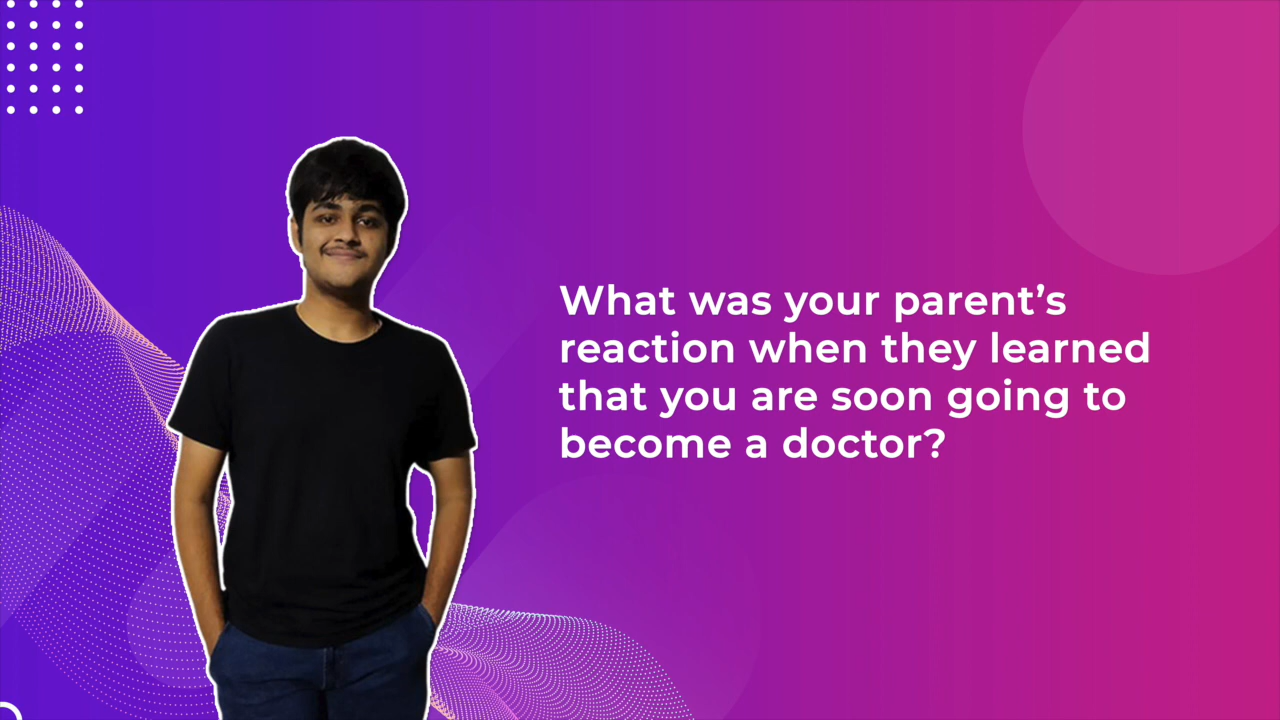 What was your parent’s
reaction when they learned
that you are soon going to
become a doctor?